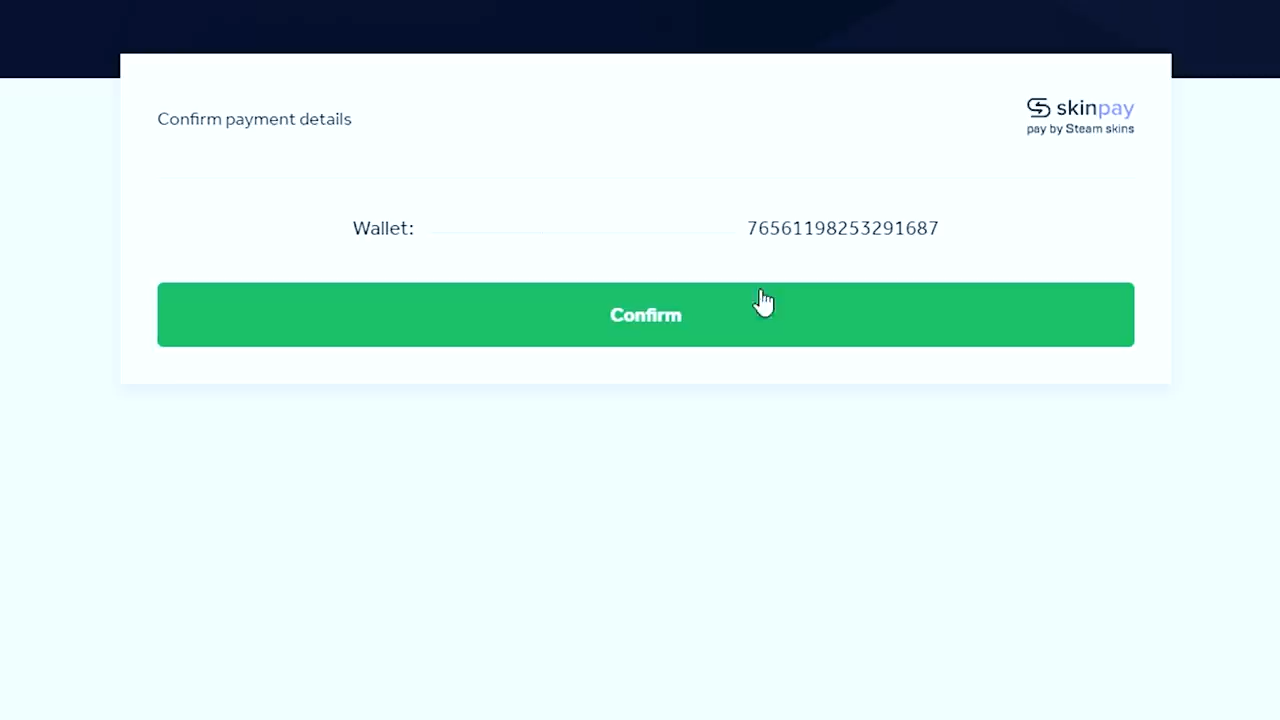 Confirm payment details
skinpay
pay by Steam skins
Wallet: 76561198253291687
Confirm